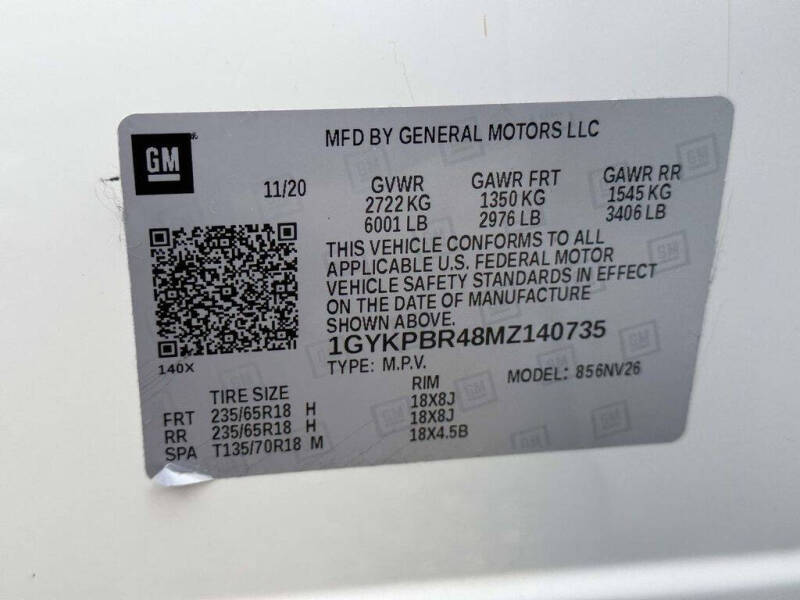 GM
MFD BY GENERAL MOTORS LLC
11/20 GVWR GAWR FRT GAWR RR
2722 KG 1350 KG 1545 KG
6001 LB 2976 LB 3406 LB
THIS VEHICLE CONFORMS TO ALL
APPLICABLE U.S. FEDERAL MOTOR
VEHICLE SAFETY STANDARDS IN EFFECT
ON THE DATE OF MANUFACTURE
SHOWN ABOVE.
1GYKPBR48MZ140735
140X
TYPE: M.P.V. MODEL: 856NV26
TIRE SIZE RIM
FRT 235/65R18 H 18X8J
RR 235/65R18 H 18X8J
SPA T135/70R18 M 18X4.5B